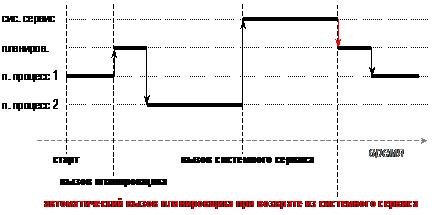 сис. сервис
планиров.
п. процесс 1
п. процесс 2
время
старт
вызов системного сервиса
вызов планировщика
автоматический вызов планировщика при возврате из системного сервиса